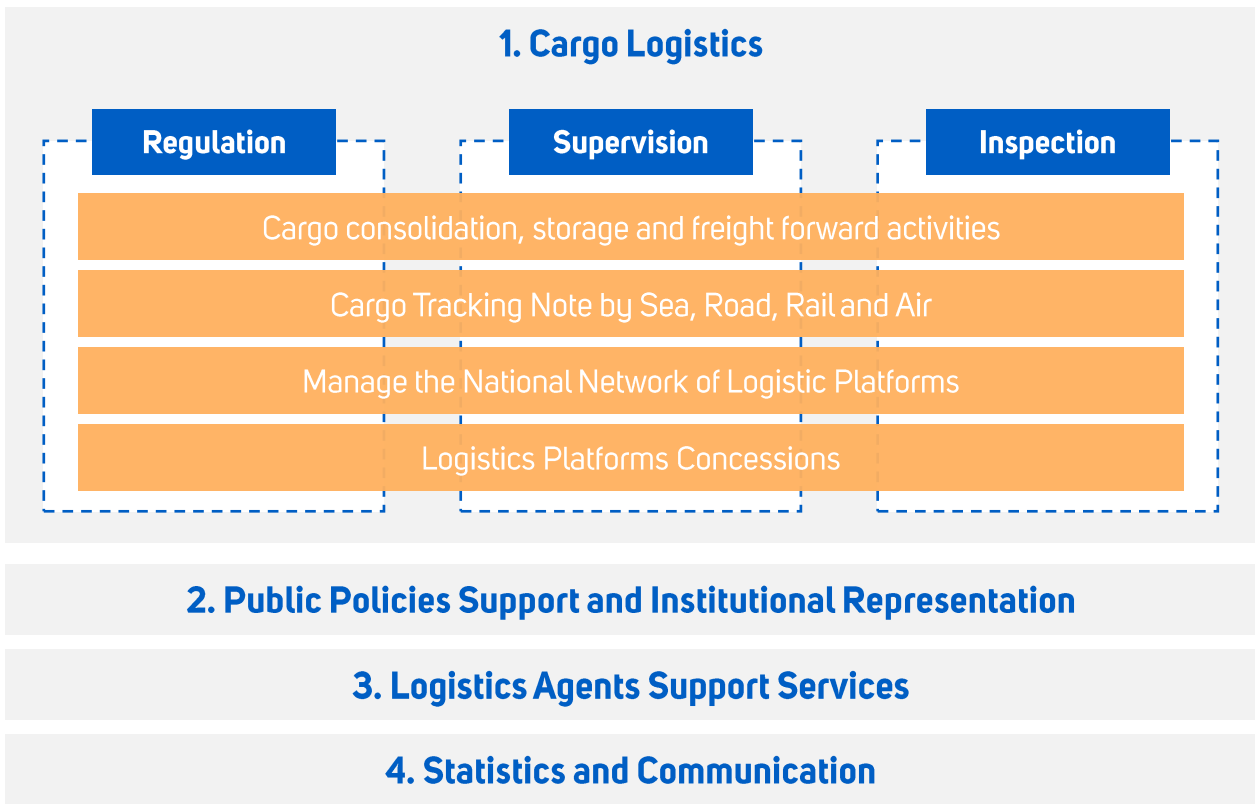 1. Cargo Logistics
Regulation
Supervision
Inspection
Cargo consolidation, storage and freight forward activities
Cargo Tracking Note by Sea, Road, Rail and Air
Manage the National Network of Logistic Platforms
Logistics Platforms Concessions
2. Public Policies Support and Institutional Representation
3. Logistics Agents Support Services
4. Statistics and Communication